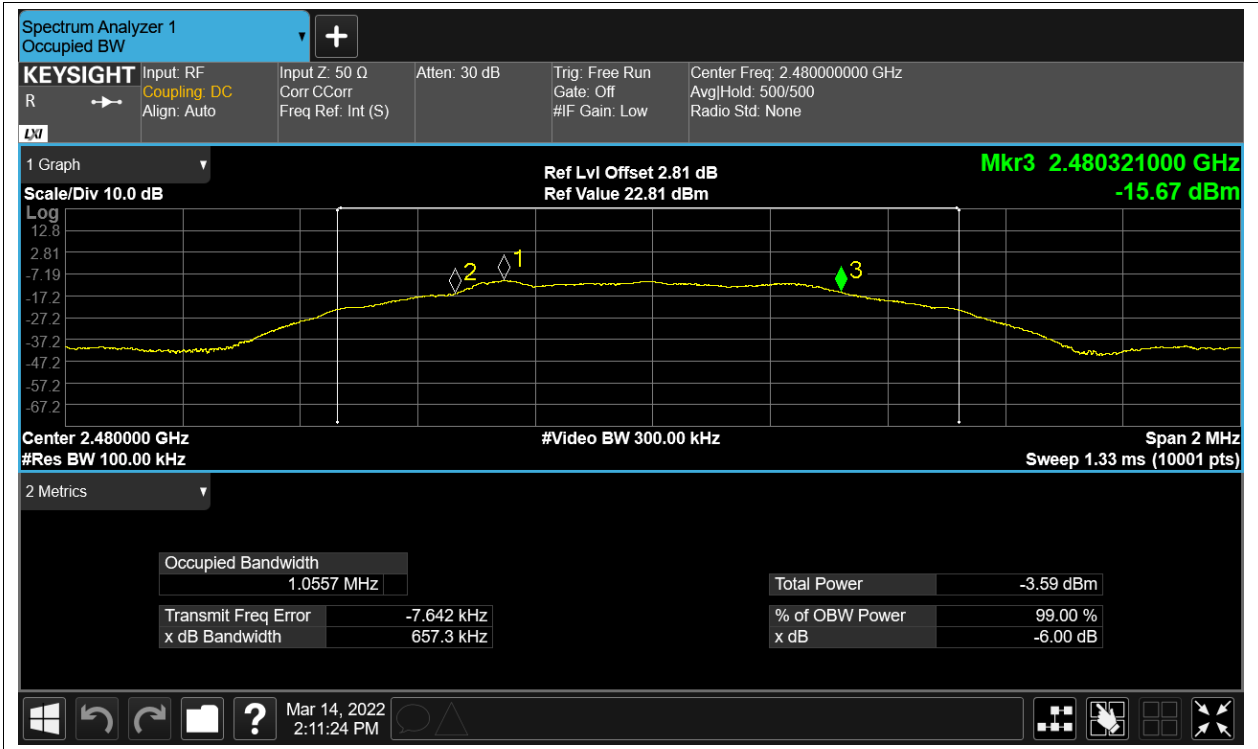 Spectrum Analyzer 1
Occupied BW
KEYSIGHT
R
LXI
Input: RF
Coupling: DC
Align: Auto
Input Z: 50 Ω
Corr CCorr
Freq Ref: Int (S)
Atten: 30 dB
Trig: Free Run
Gate: Off
#IF Gain: Low
Center Freq: 2.480000000 GHz
Avg|Hold: 500/500
Radio Std: None
1 Graph
Scale/Div 10.0 dB
Ref Lvl Offset 2.81 dB
Ref Value 22.81 dBm
Mkr3 2.480321000 GHz
-15.67 dBm
Log
12.8
2.81
-7.19
-17.2
-27.2
-37.2
-47.2
-57.2
-67.2
2
1
3
Center 2.480000 GHz
#Res BW 100.00 kHz
#Video BW 300.00 kHz
Span 2 MHz
Sweep 1.33 ms (10001 pts)
2 Metrics
Occupied Bandwidth
1.0557 MHz
Transmit Freq Error -7.642 kHz
x dB Bandwidth 657.3 kHz
Total Power -3.59 dBm
% of OBW Power 99.00 %
x dB -6.00 dB
?
Mar 14, 2022
2:11:24 PM